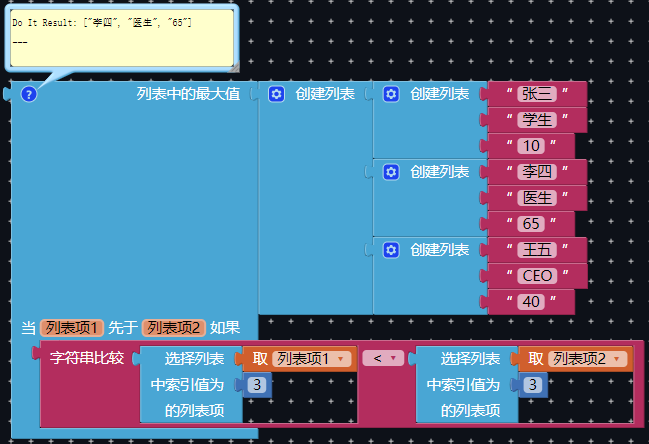 Do It Result: ["李四", "医生", "65"]
---
? 列表中的最大值 创建列表 创建列表 “ 张三 ”
“ 学生 ”
“ 10 ”
创建列表 “ 李四 ”
“ 医生 ”
“ 65 ”
创建列表 “ 王五 ”
“ CEO ”
“ 40 ”
当 列表项1 先于 列表项2 如果
字符串比较 选择列表 取 列表项1 < 选择列表 取 列表项2
中索引值为 3 中索引值为 3
的列表项 的列表项